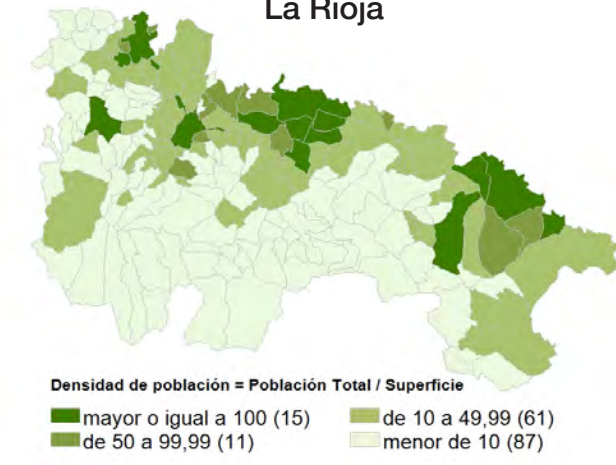 La Rioja
Densidad de población = Población Total / Superficie
mayor o igual a 100 (15)
de 10 a 49,99 (61)
de 50 a 99,99 (11)
menor de 10 (87)